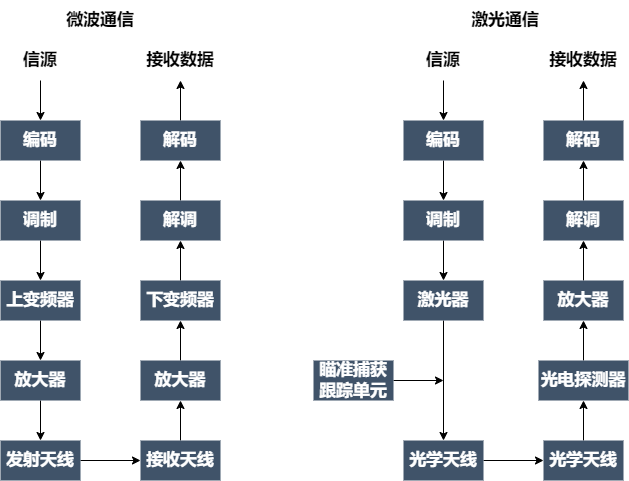 微波通信
激光通信
信源
接收数据
信源
接收数据
编码
解码
编码
解码
调制
解调
调制
解调
上变频器
下变频器
激光器
放大器
放大器
放大器
瞄准捕获
跟踪单元
光电探测器
发射天线
接收天线
光学天线
光学天线